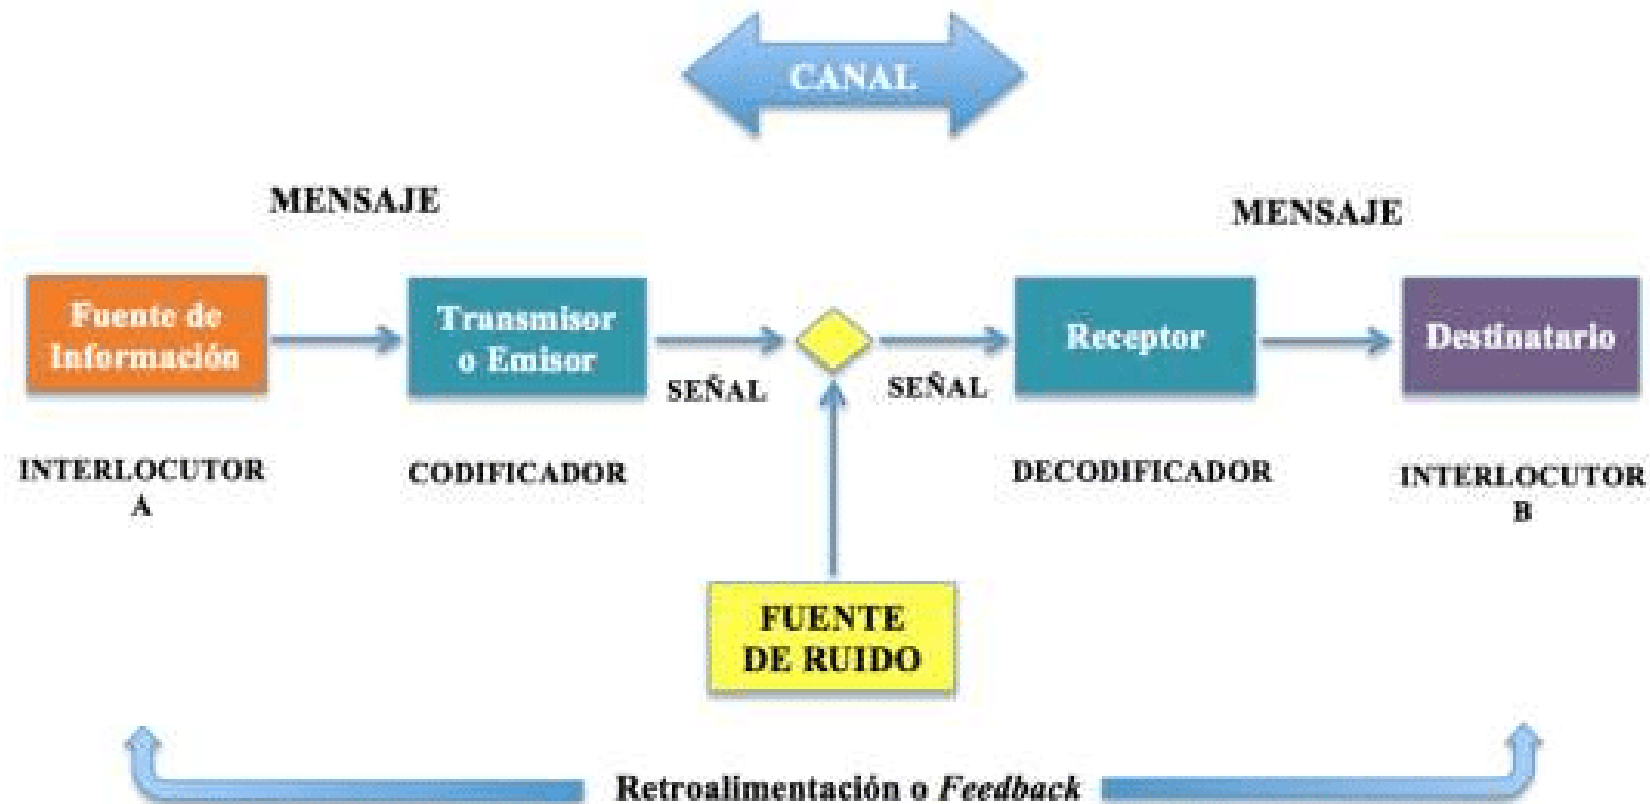 CANAL
MENSAJE
MENSAJE
Fuente de
Información
Transmisor
o Emisor
Receptor
Destinatario
SEÑAL
SEÑAL
INTERLOCUTOR
A
CODIFICADOR
DECODIFICADOR
INTERLOCUTOR
B
FUENTE
DE RUIDO
Retroalimentación o Feedback